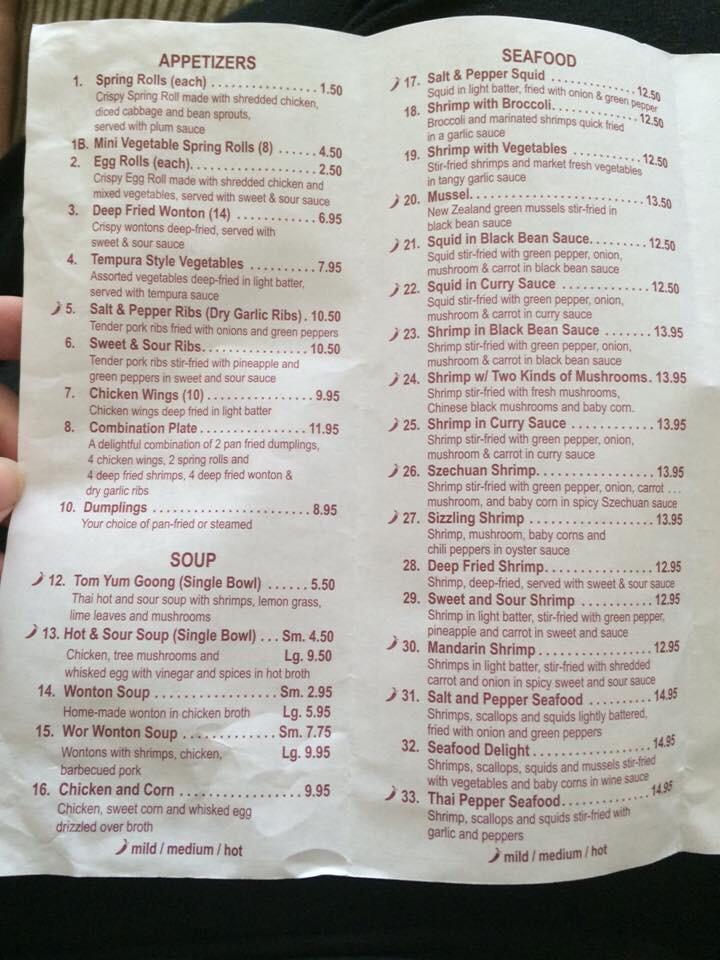 APPETIZERS
1. Spring Rolls (each) . . . . . . . . . . . . . . . . 1.50
Crispy Spring Roll made with shredded chicken,
diced cabbage and bean sprouts,
served with plum sauce
1B. Mini Vegetable Spring Rolls (8) . . . . . . 4.50
2. Egg Rolls (each). . . . . . . . . . . . . . . . . . 2.50
Crispy Egg Roll made with shredded chicken and
mixed vegetables, served with sweet & sour sauce
3. Deep Fried Wonton (14) . . . . . . . . . . . 6.95
Crispy wontons deep-fried, served with
sweet & sour sauce
4. Tempura Style Vegetables . . . . . . . . . . 7.95
Assorted vegetables deep-fried in light batter,
served with tempura sauce
5. Salt & Pepper Ribs (Dry Garlic Ribs) . 10.50
Tender pork ribs fried with onions and green peppers
6. Sweet & Sour Ribs. . . . . . . . . . . . . . . 10.50
Tender pork ribs stir-fried with pineapple and
green peppers in sweet and sour sauce
7. Chicken Wings (10) . . . . . . . . . . . . . . . 9.95
Chicken wings deep fried in light batter
8. Combination Plate . . . . . . . . . . . . . . . 11.95
A delightful combination of 2 pan fried dumplings,
4 chicken wings, 2 spring rolls and
4 deep fried shrimps, 4 deep fried wonton &
dry garlic ribs
10. Dumplings . . . . . . . . . . . . . . . . . . . . . . 8.95
Your choice of pan-fried or steamed
SOUP
12. Tom Yum Goong (Single Bowl) . . . . . . 5.50
Thai hot and sour soup with shrimps, lemon grass,
lime leaves and mushrooms
13. Hot & Sour Soup (Single Bowl) . . . Sm. 4.50
Chicken, tree mushrooms and Lg. 9.50
whisked egg with vinegar and spices in hot broth
14. Wonton Soup . . . . . . . . . . . . . . . . Sm. 2.95
Home-made wonton in chicken broth Lg. 5.95
15. Wor Wonton Soup . . . . . . . . . . . . Sm. 7.75
Wontons with shrimps, chicken, Lg. 9.95
barbecued pork
16. Chicken and Corn . . . . . . . . . . . . . . . . 9.95
Chicken, sweet corn and whisked egg
drizzled over broth
mild / medium / hot
SEAFOOD
17. Salt & Pepper Squid . . . . . . . . . . . . . . 12.50
Squid in light batter, fried with onion & green pepper
18. Shrimp with Broccoli. . . . . . . . . . . . . . 12.50
Broccoli and marinated shrimps quick fried
in a garlic sauce
19. Shrimp with Vegetables . . . . . . . . . . . 12.50
Stir-fried shrimps and market fresh vegetables
in tangy garlic sauce
20. Mussel. . . . . . . . . . . . . . . . . . . . . . . . . 13.50
New Zealand green mussels stir-fried in
black bean sauce
21. Squid in Black Bean Sauce. . . . . . . . . 12.50
Squid stir-fried with green pepper, onion,
mushroom & carrot in black bean sauce
22. Squid in Curry Sauce . . . . . . . . . . . . . 12.50
Squid stir-fried with green pepper, onion,
mushroom & carrot in curry sauce
23. Shrimp in Black Bean Sauce . . . . . . . 13.95
Shrimp stir-fried with green pepper, onion,
mushroom & carrot in black bean sauce
24. Shrimp w/ Two Kinds of Mushrooms. 13.95
Shrimp stir-fried with fresh mushrooms,
Chinese black mushrooms and baby corn.
25. Shrimp in Curry Sauce . . . . . . . . . . . . 13.95
Shrimp stir-fried with green pepper, onion,
mushroom & carrot in curry sauce
26. Szechuan Shrimp. . . . . . . . . . . . . . . . 13.95
Shrimp stir-fried with green pepper, onion, carrot . . .
mushroom, and baby corn in spicy Szechuan sauce
27. Sizzling Shrimp . . . . . . . . . . . . . . . . . 13.95
Shrimp, mushroom, baby corns and
chili peppers in oyster sauce
28. Deep Fried Shrimp. . . . . . . . . . . . . . . 12.95
Shrimp, deep-fried, served with sweet & sour sauce
29. Sweet and Sour Shrimp . . . . . . . . . . . 12.95
Shrimp in light batter, stir-fried with green pepper,
pineapple and carrot in sweet and sour sauce
30. Mandarin Shrimp . . . . . . . . . . . . . . . . 12.95
Shrimps in light batter, stir-fried with shredded
carrot and onion in spicy sweet and sour sauce
31. Salt and Pepper Seafood . . . . . . . . . 14.95
Shrimps, scallops and squids lightly battered,
fried with onion and green peppers
32. Seafood Delight . . . . . . . . . . . . . . . . . 14.95
Shrimps, scallops, squids and mussels stir-fried
with vegetables and baby corns in wine sauce
33. Thai Pepper Seafood. . . . . . . . . . . . . 14.95
Shrimp, scallops and squids stir-fried with
garlic and peppers
mild / medium / hot